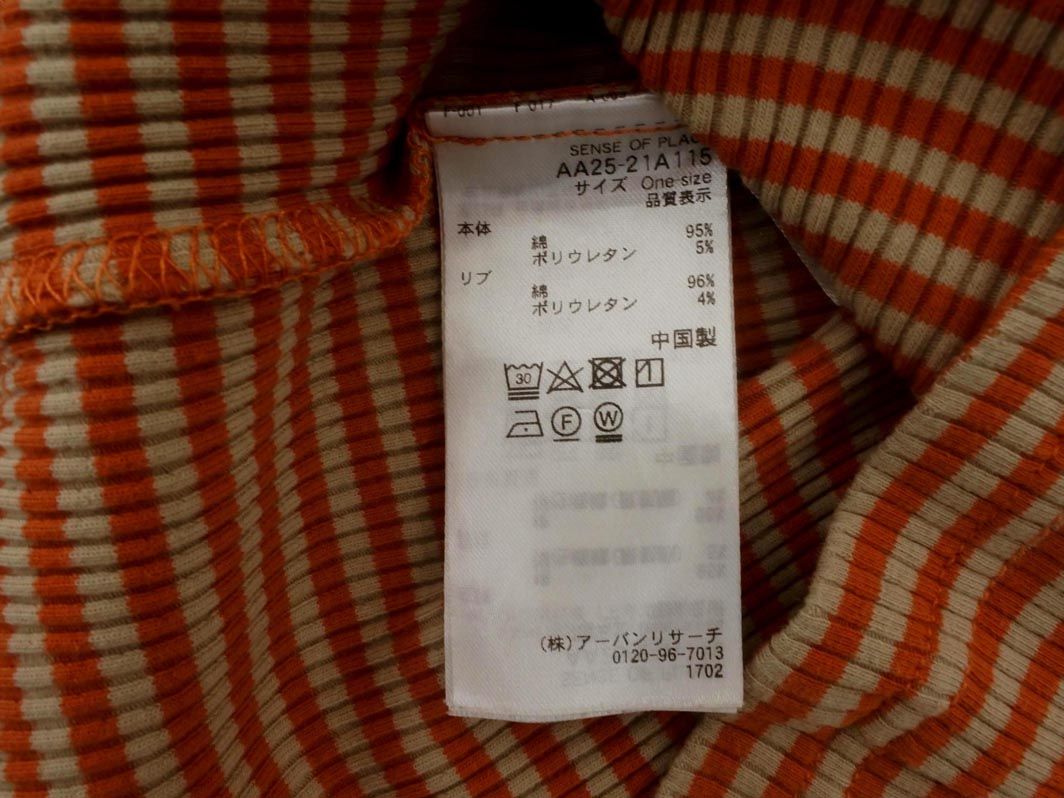 SENSE OF PLAC
AA25-21A115
サイズ One size
品質表示
本体
綿 95%
ポリウレタン 5%
リブ
綿 96%
ポリウレタン 4%
中国製
30
F W
(株)アーバンリサーチ
0120-96-7013
1702